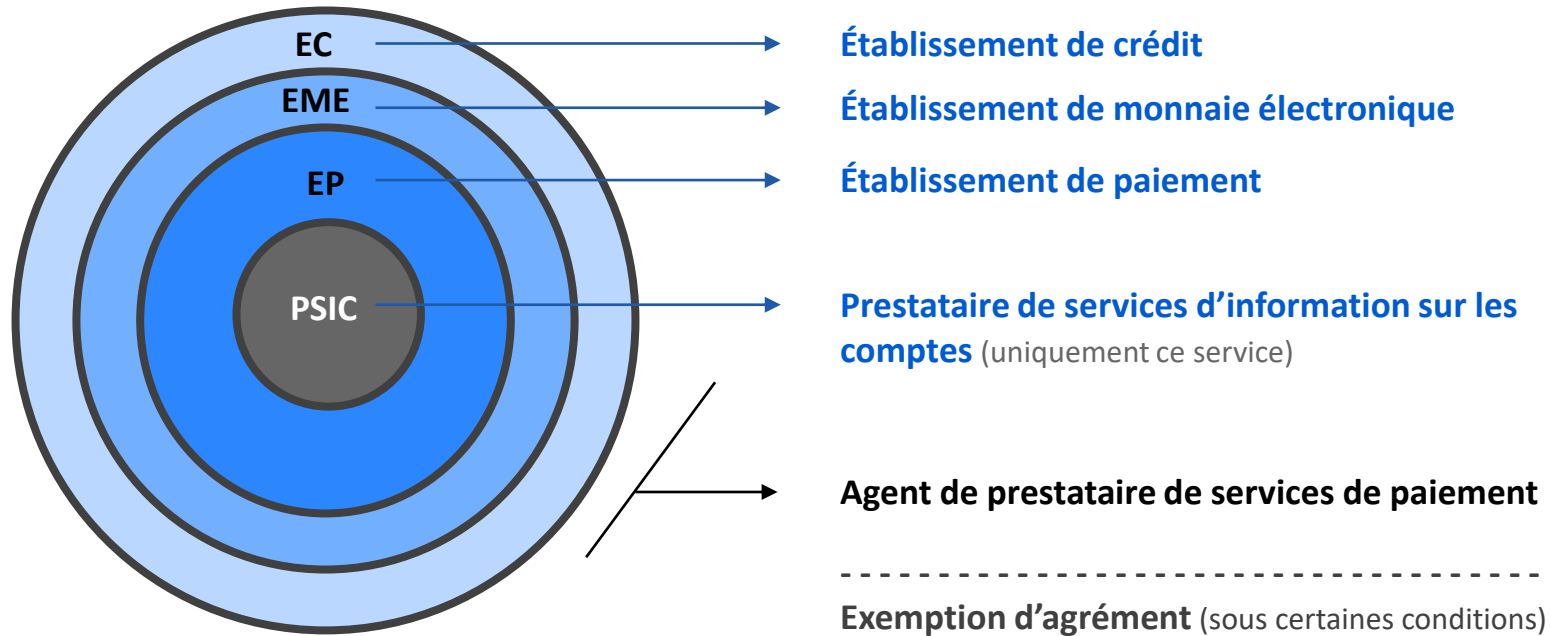 EC
Établissement de crédit
EME
Établissement de monnaie électronique
EP
Établissement de paiement
PSIC
Prestataire de services d’information sur les
comptes (uniquement ce service)
Agent de prestataire de services de paiement
Exemption d’agrément (sous certaines conditions)